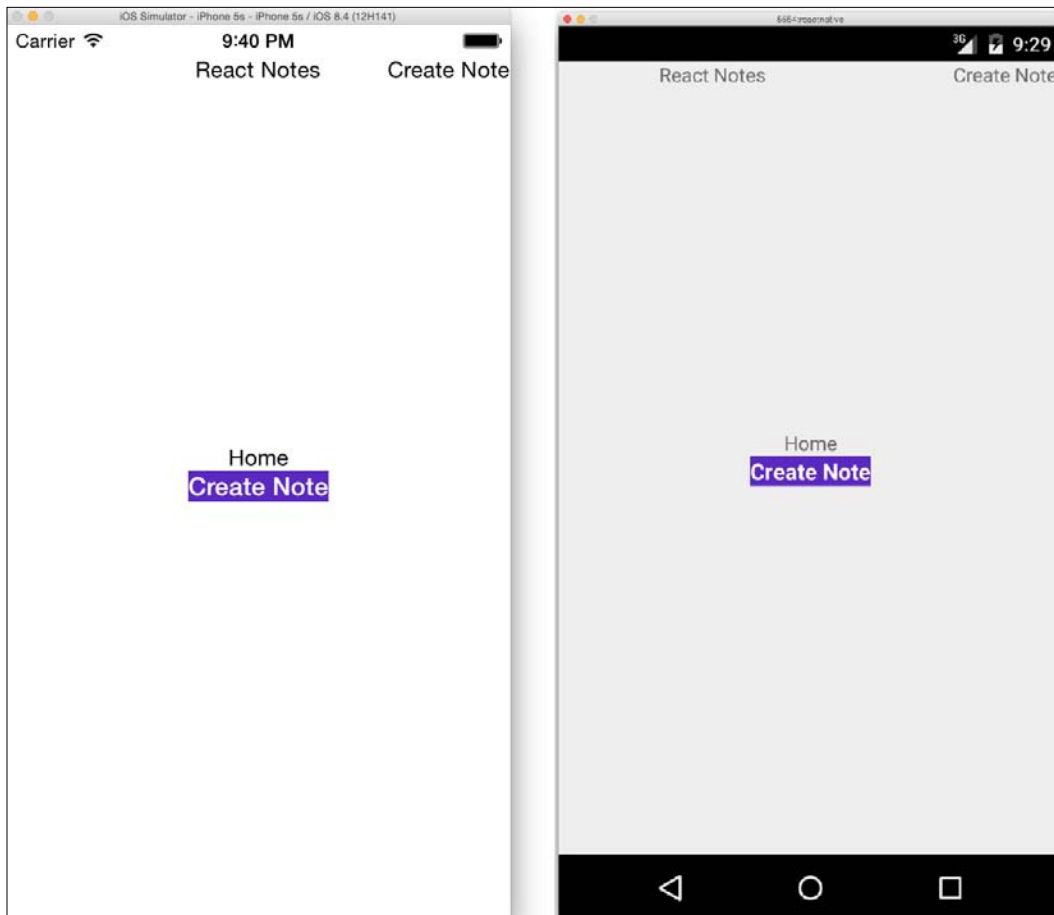 iOS Simulator - iPhone 5s - iPhone 5s / iOS 8.4 (12H141)
Carrier 9:40 PM
React Notes Create Note
Home
Create Note
3G 9:29
React Notes Create Note
Home
Create Note